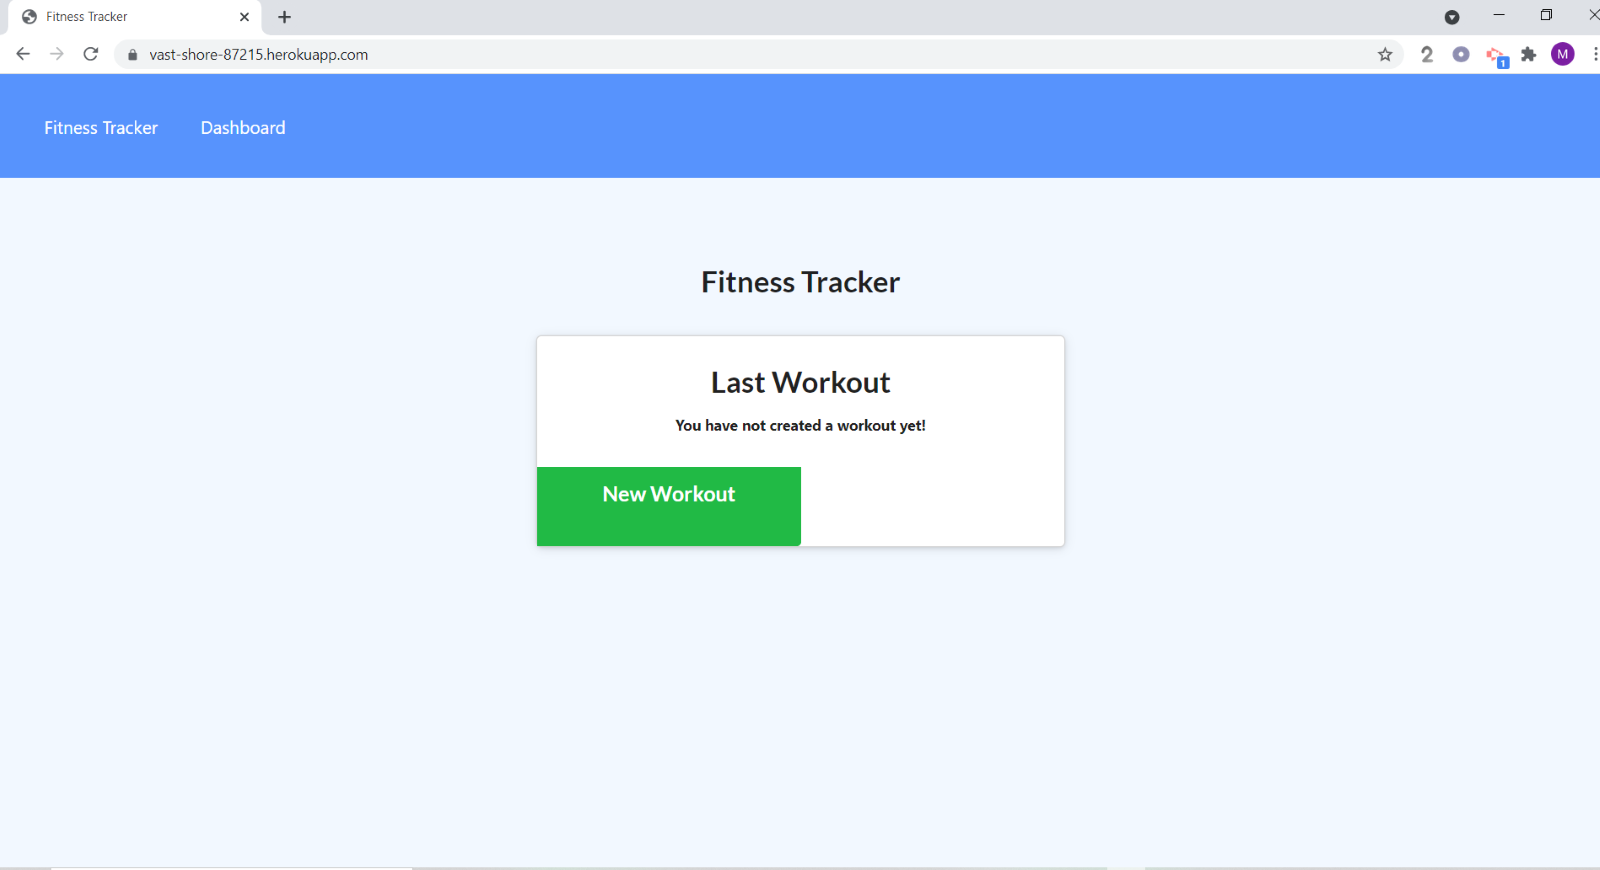 Fitness Tracker
vast-shore-87215.herokuapp.com
2
1
M
Fitness Tracker Dashboard
Fitness Tracker
Last Workout
You have not created a workout yet!
New Workout